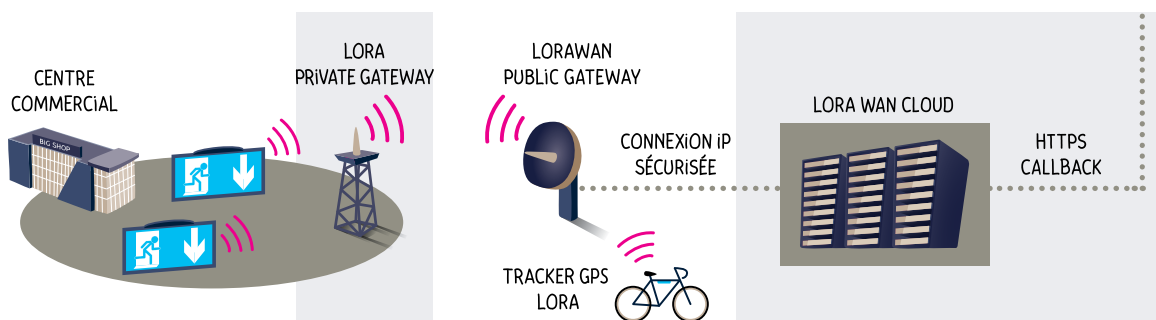 CENTRE
COMMERCIAL
BIG SHOP
LORA
PRIVATE GATEWAY
LORAWAN
PUBLIC GATEWAY
CONNEXION IP
SÉCURISÉE
TRACKER GPS
LORA
LORA WAN CLOUD
HTTPS
CALLBACK